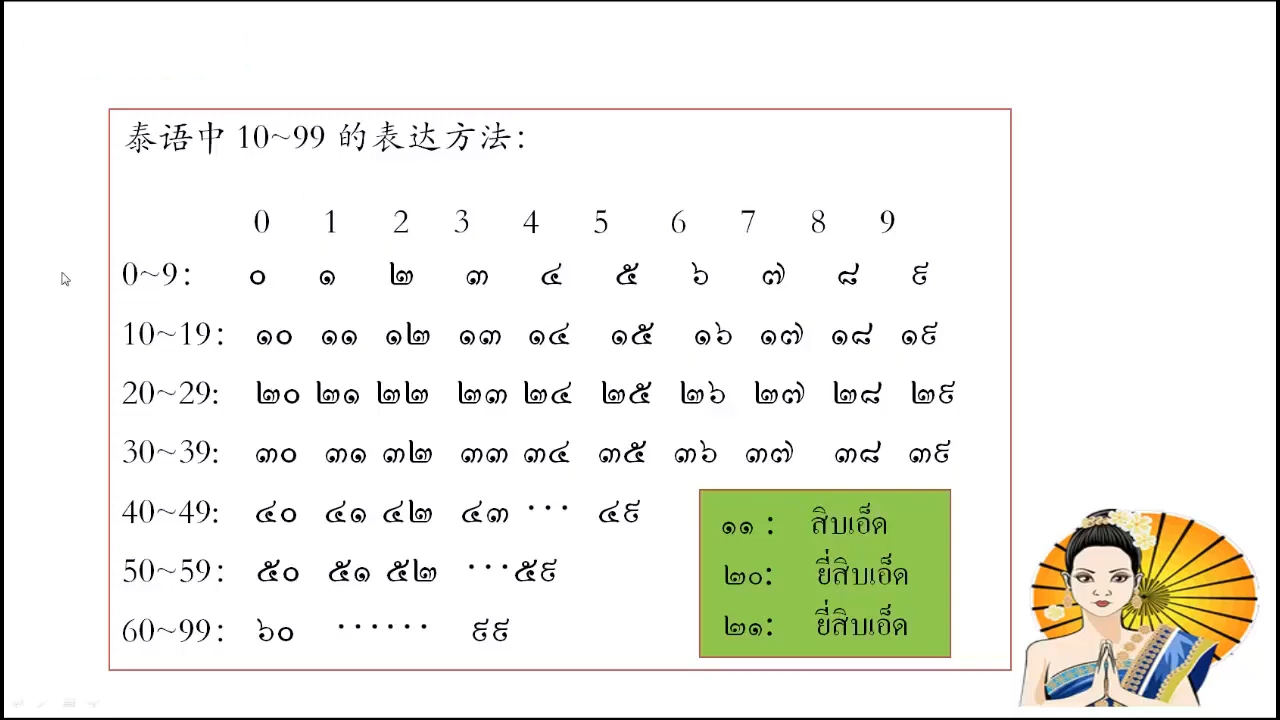 泰语中 10~99 的表达方法：
0 1 2 3 4 5 6 7 8 9
0~9: ๐ ๑ ๒ ๓ ๔ ๕ ๖ ๗ ๘ ๙
10~19: ๑๐ ๑๑ ๑๒ ๑๓ ๑๔ ๑๕ ๑๖ ๑๗ ๑๘ ๑๙
20~29: ๒๐ ๒๑ ๒๒ ๒๓ ๒๔ ๒๕ ๒๖ ๒๗ ๒๘ ๒๙
30~39: ๓๐ ๓๑ ๓๒ ๓๓ ๓๔ ๓๕ ๓๖ ๓๗ ๓๘ ๓๙
40~49: ๔๐ ๔๑ ๔๒ ๔๓ ··· ๔๙
50~59: ๕๐ ๕๑ ๕๒ ···๕๙
60~99: ๖๐ ······ ๙๙
๑๑ : สิบเอ็ด
๒๐: ยี่สิบเอ็ด
๒๑: ยี่สิบเอ็ด